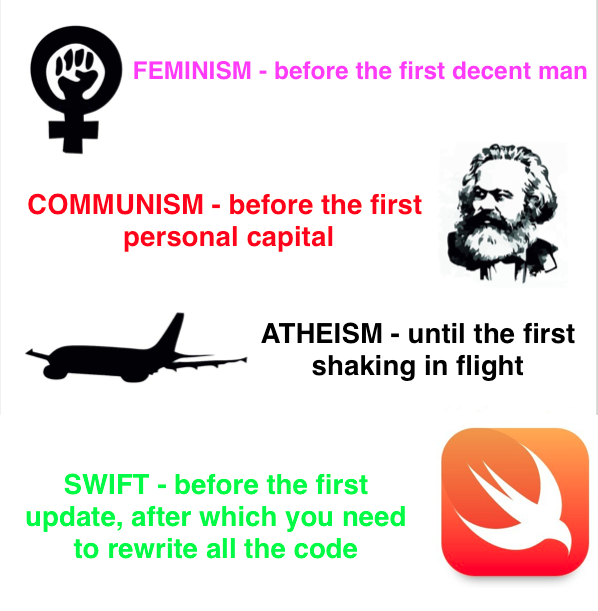 FEMINISM - before the first decent man
COMMUNISM - before the first
personal capital
ATHEISM - until the first
shaking in flight
SWIFT - before the first
update, after which you need
to rewrite all the code